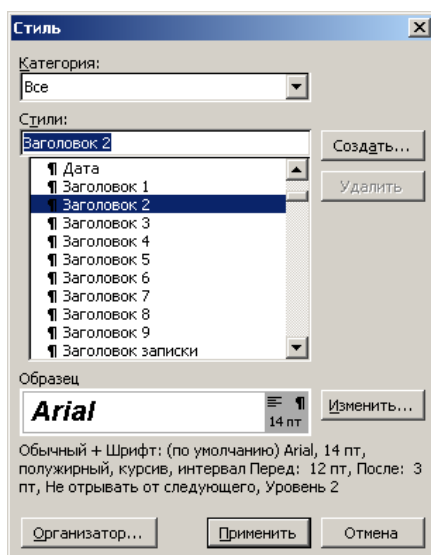 Стиль
Категория:
Все
Стили:
Заголовок 2
Создать...
¶ Дата
Удалить
¶ Заголовок 1
¶ Заголовок 2
¶ Заголовок 3
¶ Заголовок 4
¶ Заголовок 5
¶ Заголовок 6
¶ Заголовок 7
¶ Заголовок 8
¶ Заголовок 9
¶ Заголовок записки
Образец
Arial
¶
14 пт
Изменить...
Обычный + Шрифт: (по умолчанию) Arial, 14 пт,
полужирный, курсив, интервал Перед: 12 пт, После: 3
пт, Не отрывать от следующего, Уровень 2
Организатор...
Применить
Отмена